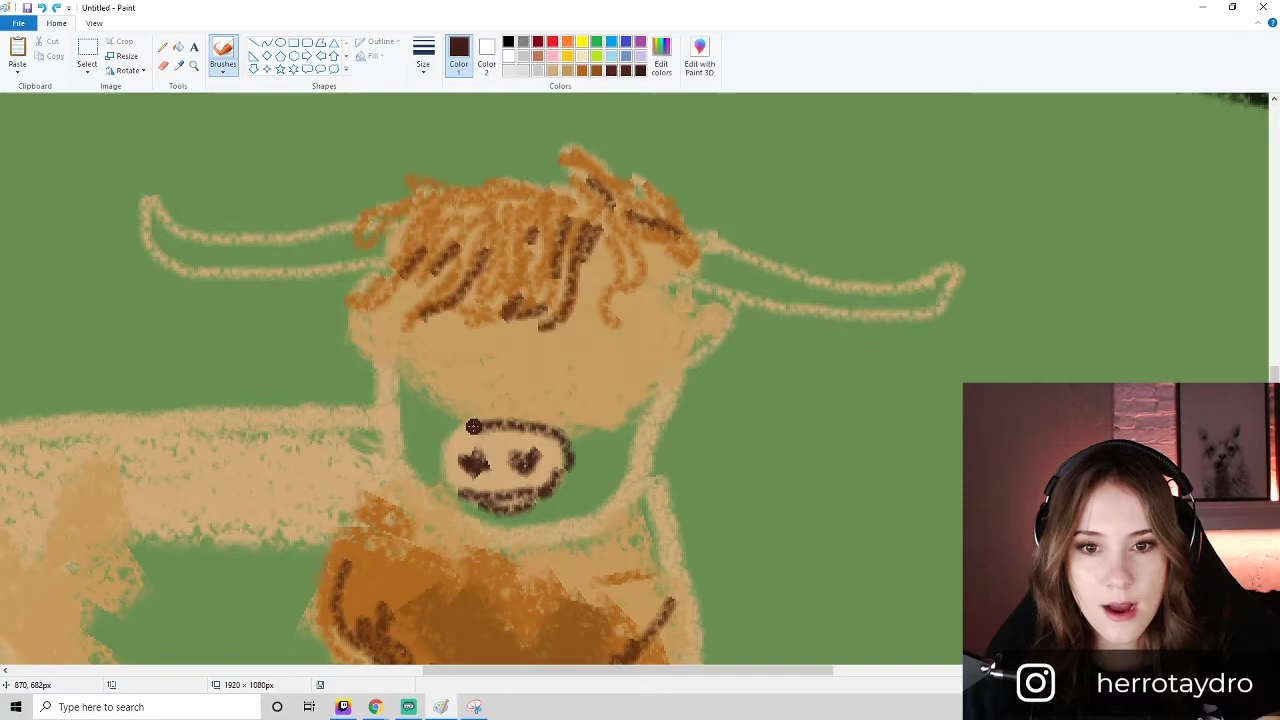 Untitled - Paint
File Home View
Paste
Cut
Copy
Clipboard
Select
Crop
Resize
Rotate
Image
A
Tools
Brushes
Outline
Fill
Shapes
Size
Color 1
Color 2
Edit colors
Edit with Paint 3D
Colors
870, 682px
1920 × 1080px
Type here to search
herrotaydro